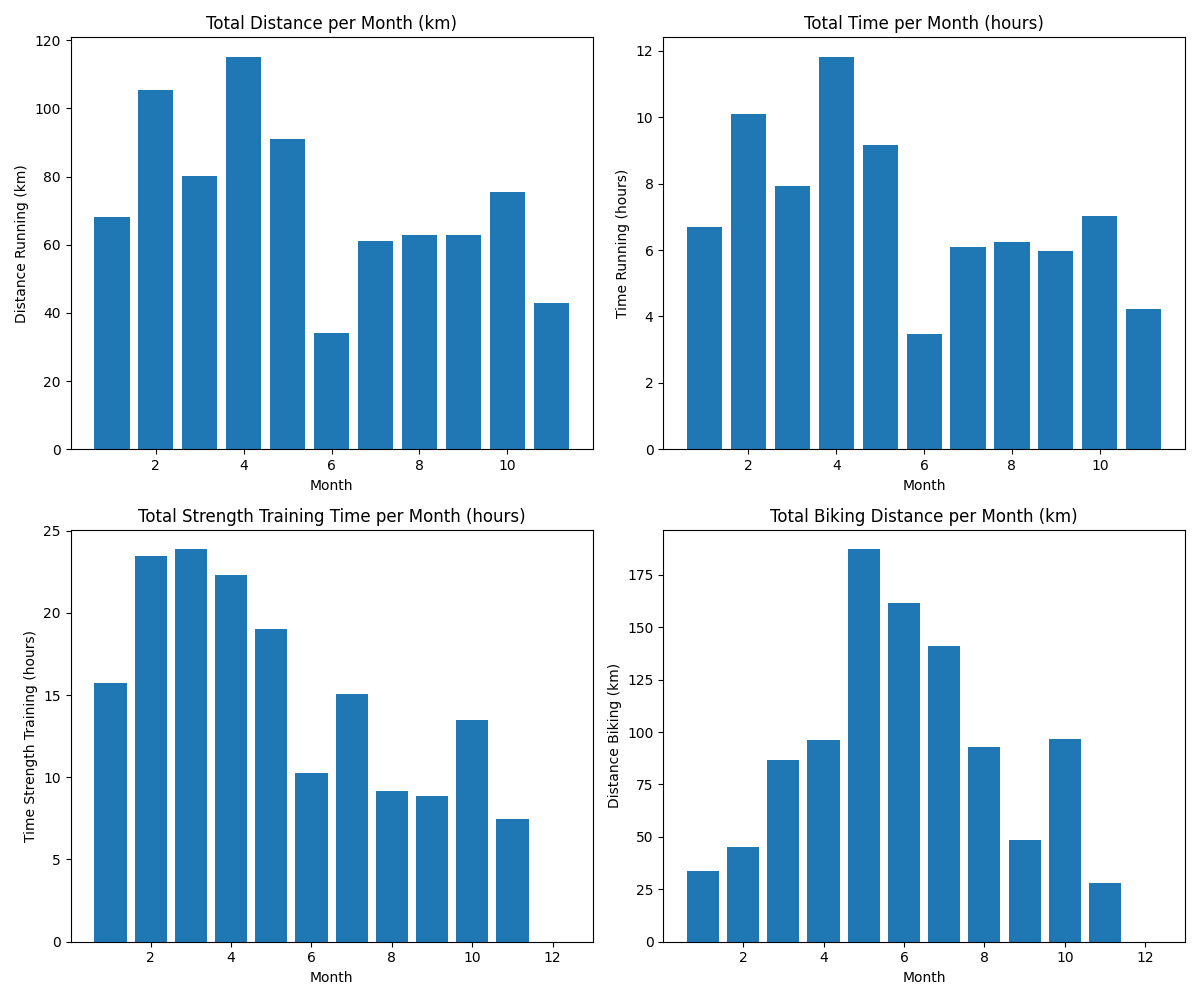 Total Distance per Month (km)
120
100
80
60
40
20
0
Distance Running (km)
2 4 6 8 10
Month
Total Time per Month (hours)
12
10
8
6
4
2
0
Time Running (hours)
2 4 6 8 10
Month
Total Strength Training Time per Month (hours)
25
20
15
10
5
0
Time Strength Training (hours)
2 4 6 8 10 12
Month
Total Biking Distance per Month (km)
175
150
125
100
75
50
25
0
Distance Biking (km)
2 4 6 8 10 12
Month